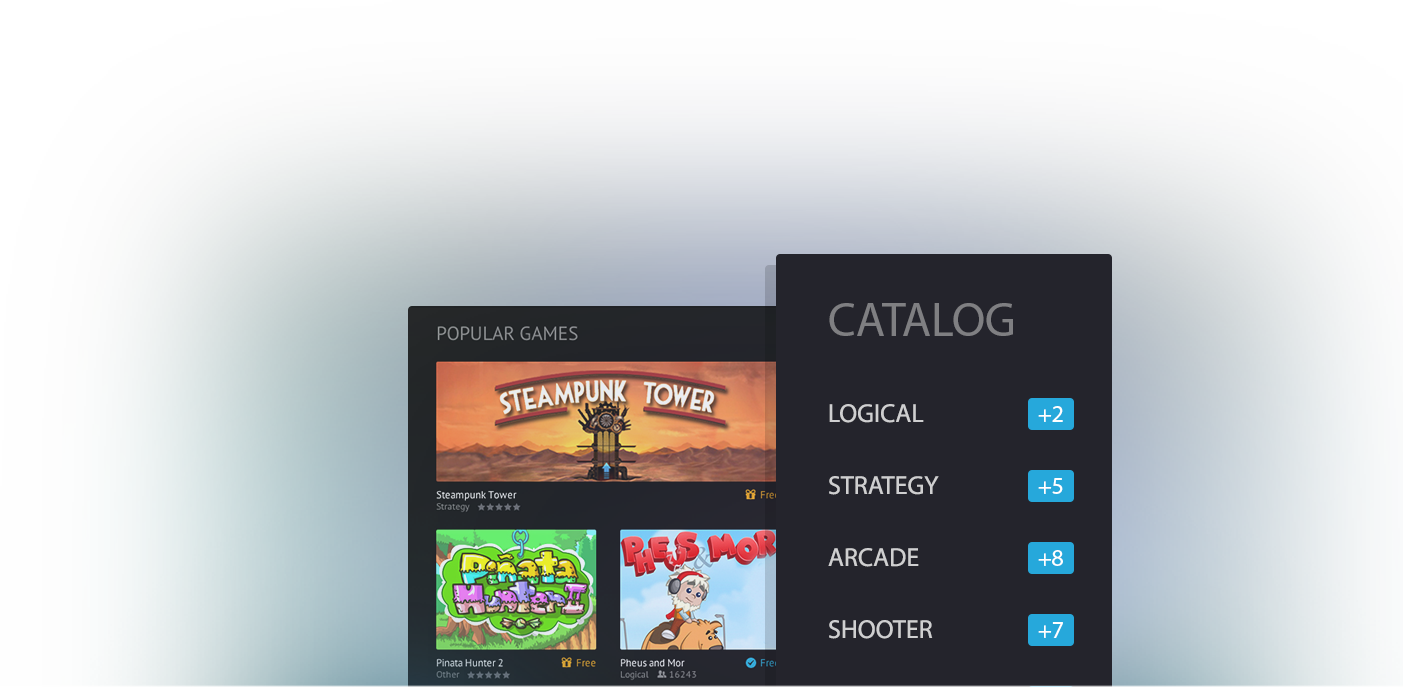 POPULAR GAMES
STEAMPUNK TOWER
Steampunk Tower
Free
Strategy
Piñata
Hunter II
PHEUS & MOR
Pinata Hunter 2
Free
Other
Pheus and Mor
Free
Logical 16243
CATALOG
LOGICAL +2
STRATEGY +5
ARCADE +8
SHOOTER +7